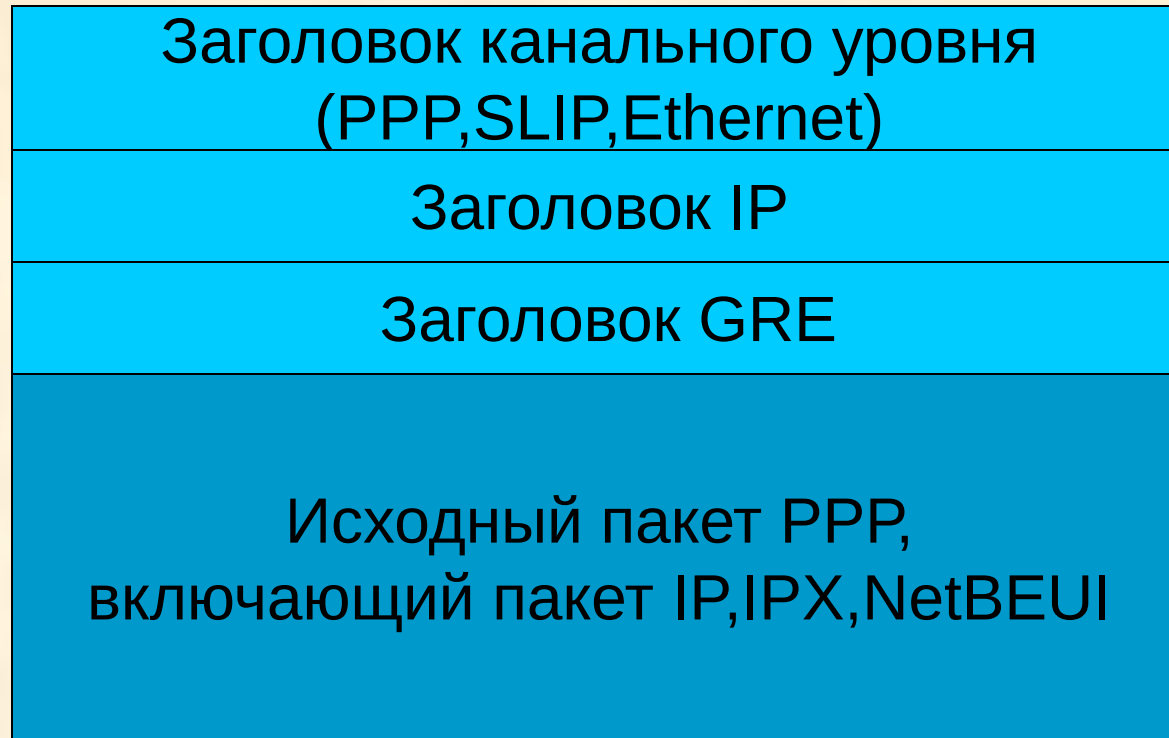 Заголовок канального уровня
(PPP,SLIP,Ethernet)
Заголовок IP
Заголовок GRE
Исходный пакет PPP,
включающий пакет IP,IPX,NetBEUI